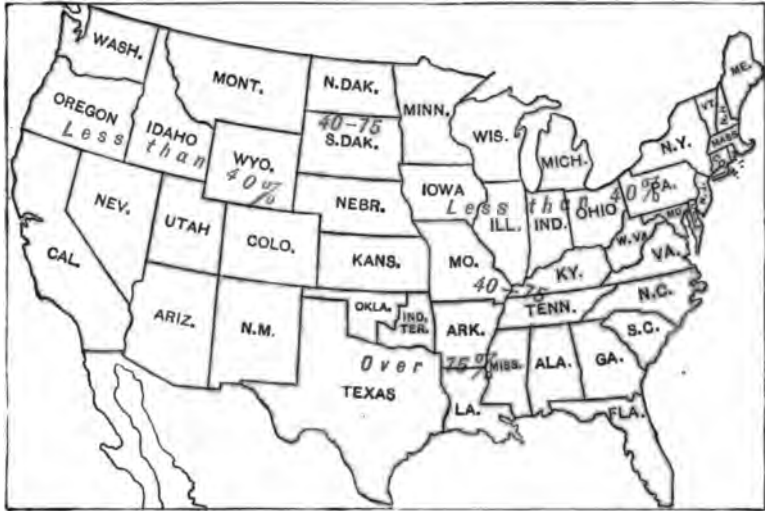 WASH.
MONT.
N.DAK.
MINN.
ME.
OREGON
IDAHO
Less than 40%
WYO.
40-75
S.DAK.
WIS.
MICH.
N.Y.
VT.
MASS
NEV.
UTAH
COLO.
NEBR.
IOWA
Less than 40%
ILL.
IND.
OHIO
PA.
N.J.
MD.
W.VA.
VA.
CAL.
KANS.
MO.
KY.
40-75
ARIZ.
N.M.
OKLA.
IND.
TER.
ARK.
TENN.
N.C.
S.C.
Over 75%
TEXAS
LA.
MISS.
ALA.
GA.
FLA.